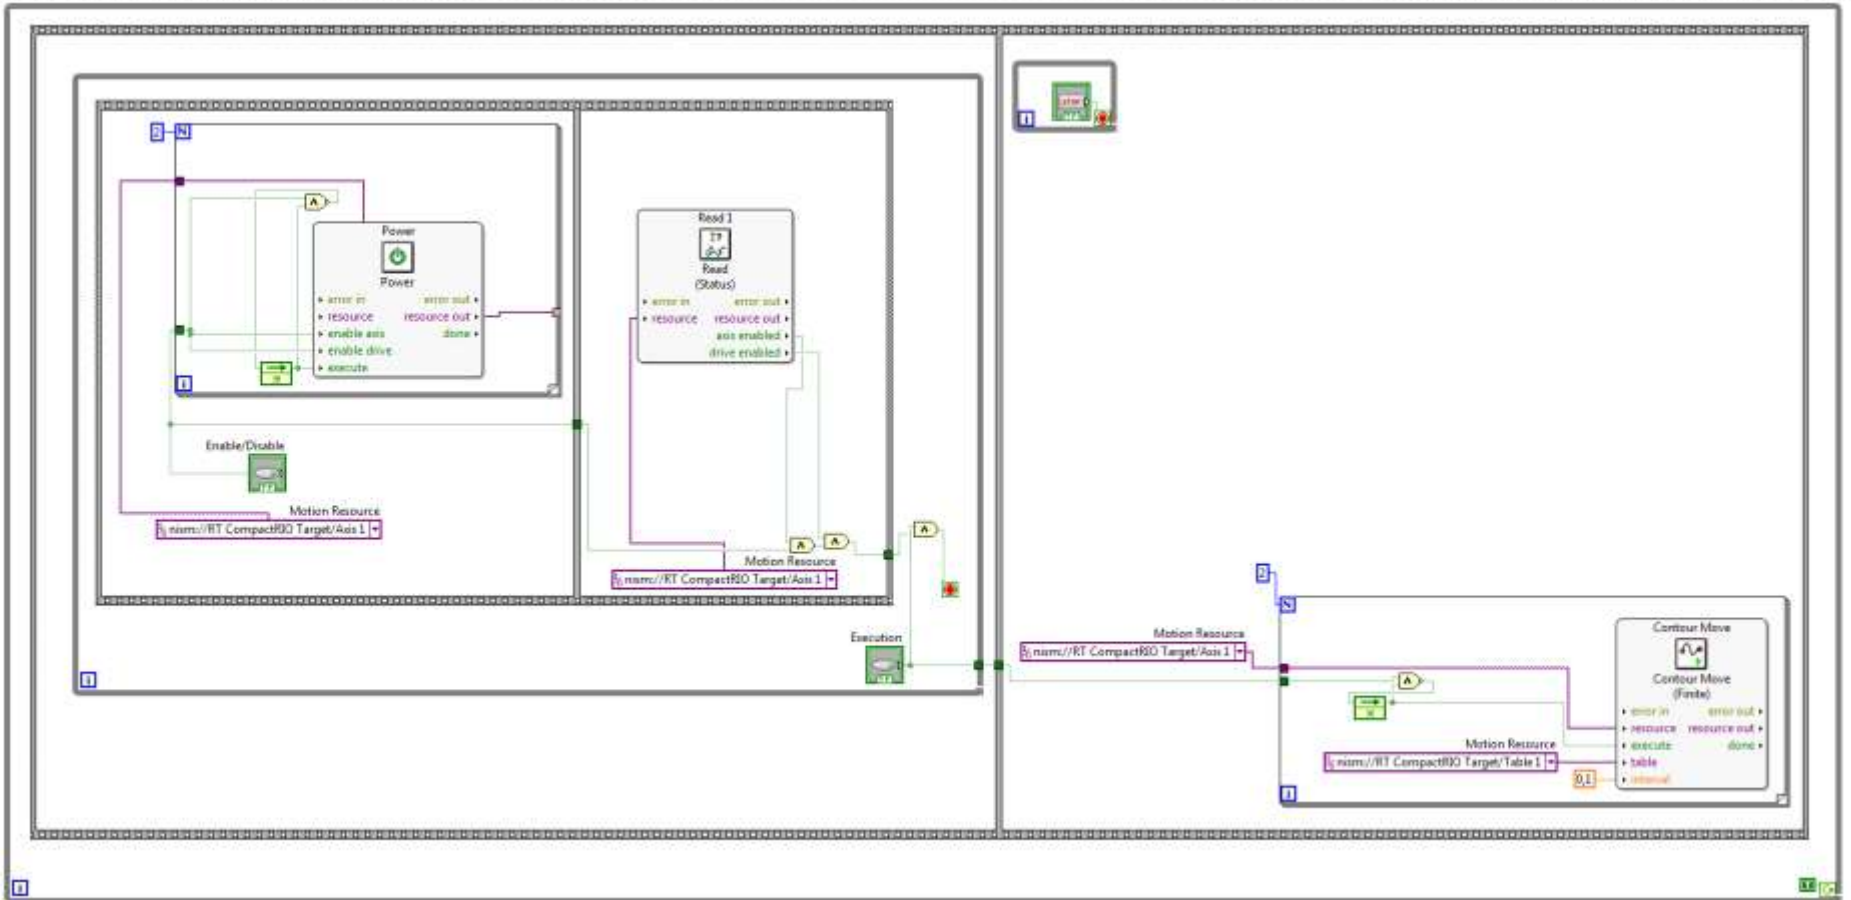 2
N
Power
Power
error in
error out
resource
resource out
enable axis
done
enable drive
execute
i
Enable/Disable
TF
Motion Resource
nism://RT CompactRIO Target/Axis 1
Read 1
Read
(Status)
error in
error out
resource
resource out
axis enabled
drive enabled
Motion Resource
nism://RT CompactRIO Target/Axis 1
Execution
TF
i
i
2
N
Motion Resource
nism://RT CompactRIO Target/Axis 1
Contour Move
Contour Move
(Finite)
error in
error out
resource
resource out
execute
done
table
interval
Motion Resource
nism://RT CompactRIO Target/Table 1
0,1
i
i